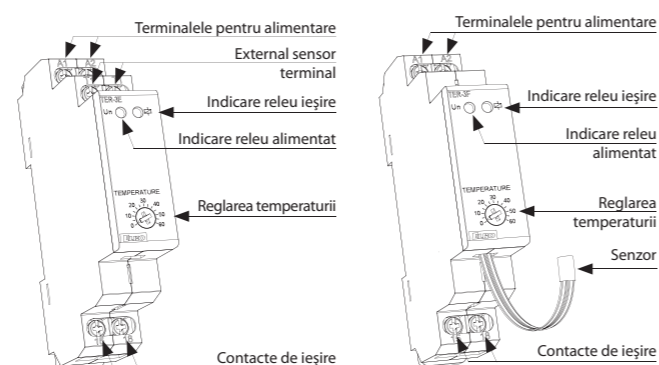 Terminalele pentru alimentare
External sensor
terminal
Indicare releu ieşire
Indicare releu alimentat
Reglarea temperaturii
Contacte de ieşire
A1 A2
TER-3E
Un
TEMPERATURE
0 10 20 30 40 50 60
ELKO
Terminalele pentru alimentare
Indicare releu ieşire
Indicare releu
alimentat
Reglarea
temperaturii
Senzor
Contacte de ieşire
A1 A2
TER-3F
Un
TEMPERATURE
0 10 20 30 40 50 60
ELKO